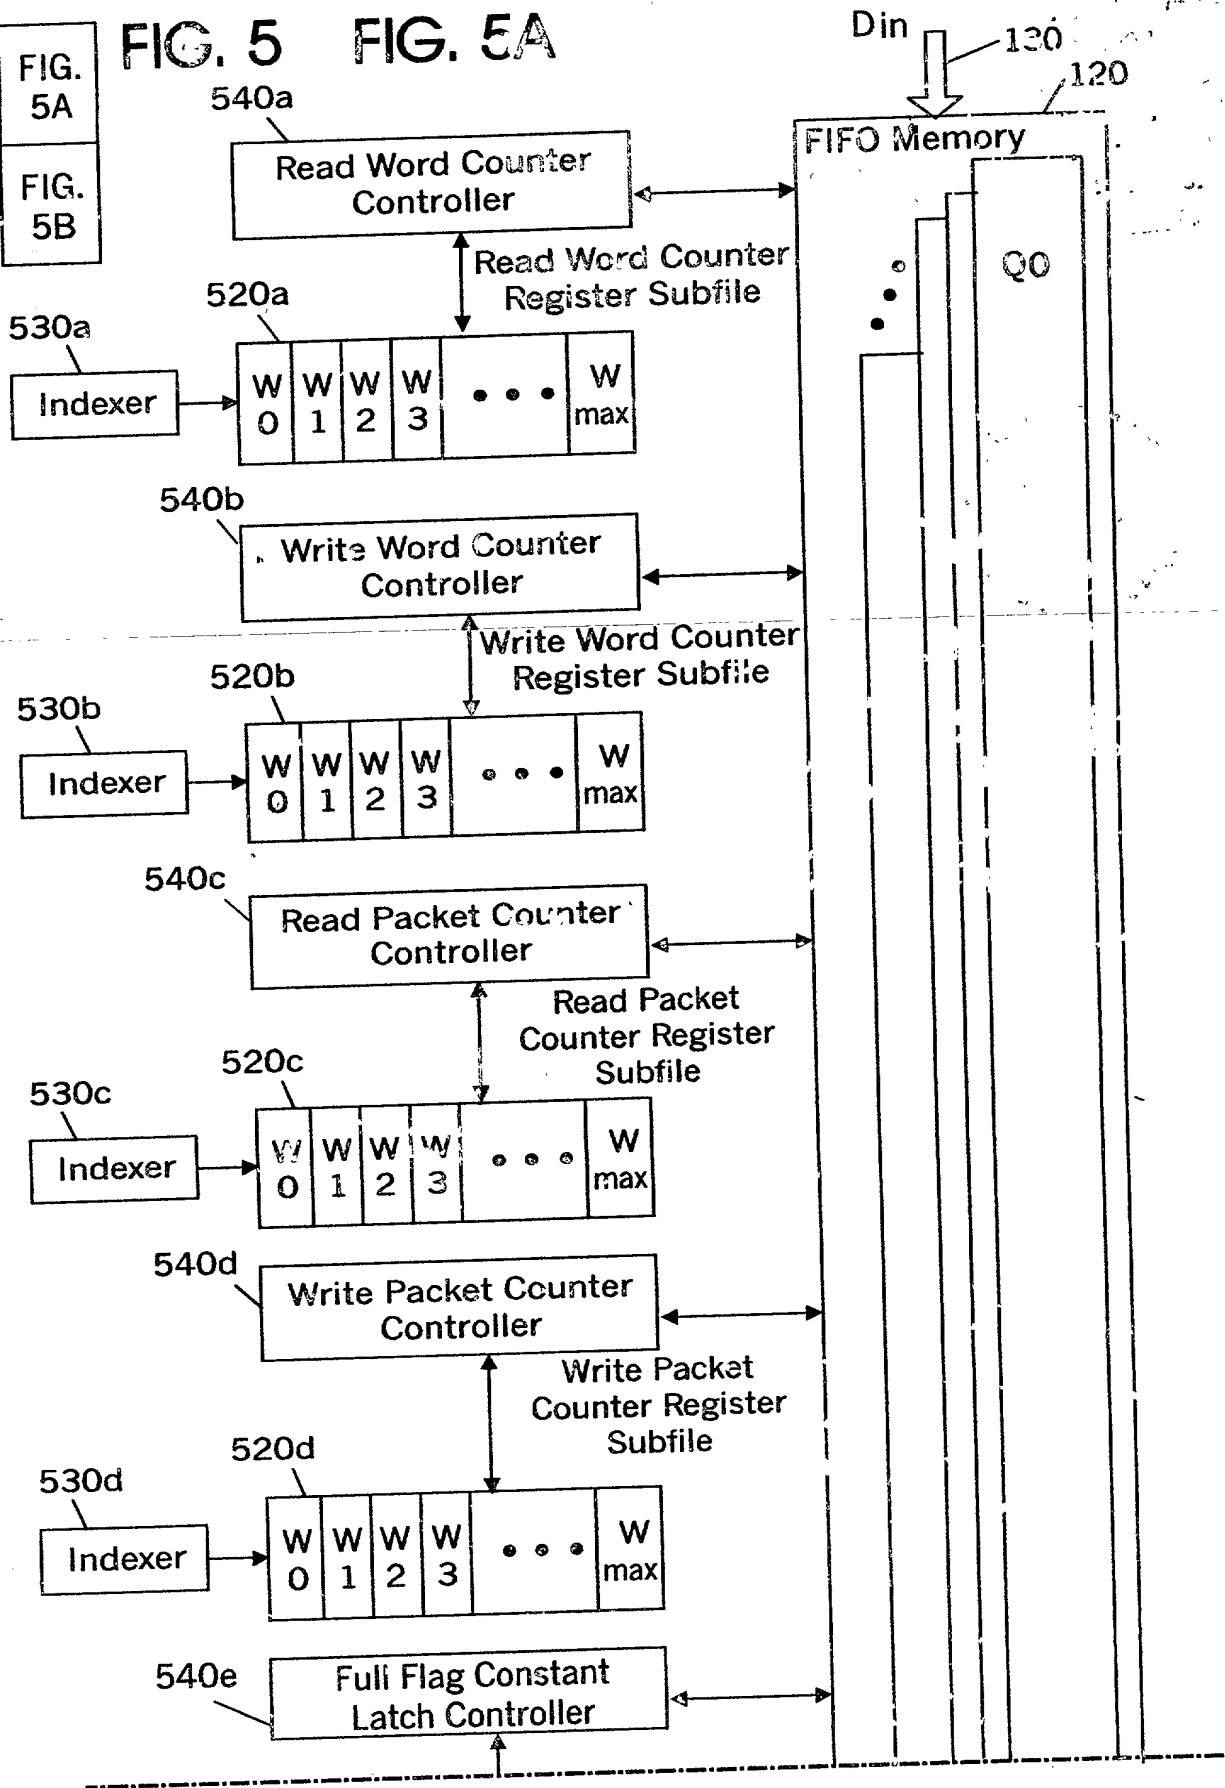 FIG. 5 FIG. 5A
FIG.
5A
FIG.
5B
Din
130
120
FIFO Memory
Q0
540a
Read Word Counter
Controller
Read Word Counter
Register Subfile
520a
530a
Indexer
W
0
W
1
W
2
W
3
• • •
W
max
540b
Write Word Counter
Controller
Write Word Counter
Register Subfile
520b
530b
Indexer
W
0
W
1
W
2
W
3
• • •
W
max
540c
Read Packet Counter
Controller
Read Packet
Counter Register
Subfile
520c
530c
Indexer
W
0
W
1
W
2
W
3
• • •
W
max
540d
Write Packet Counter
Controller
Write Packet
Counter Register
Subfile
520d
530d
Indexer
W
0
W
1
W
2
W
3
• • •
W
max
540e
Full Flag Constant
Latch Controller